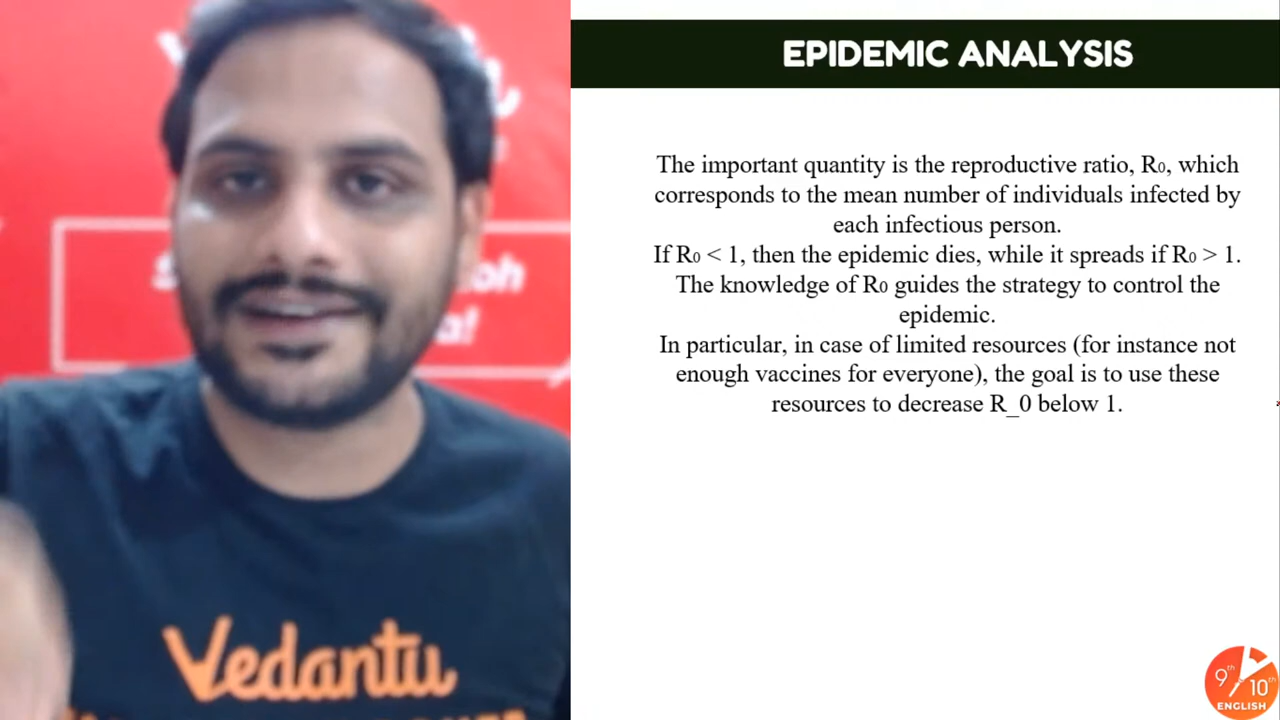 EPIDEMIC ANALYSIS
The important quantity is the reproductive ratio, R₀, which
corresponds to the mean number of individuals infected by
each infectious person.
If R₀ < 1, then the epidemic dies, while it spreads if R₀ > 1.
The knowledge of R₀ guides the strategy to control the
epidemic.
In particular, in case of limited resources (for instance not
enough vaccines for everyone), the goal is to use these
resources to decrease R_0 below 1.
Vedantu
9th
10th
ENGLISH